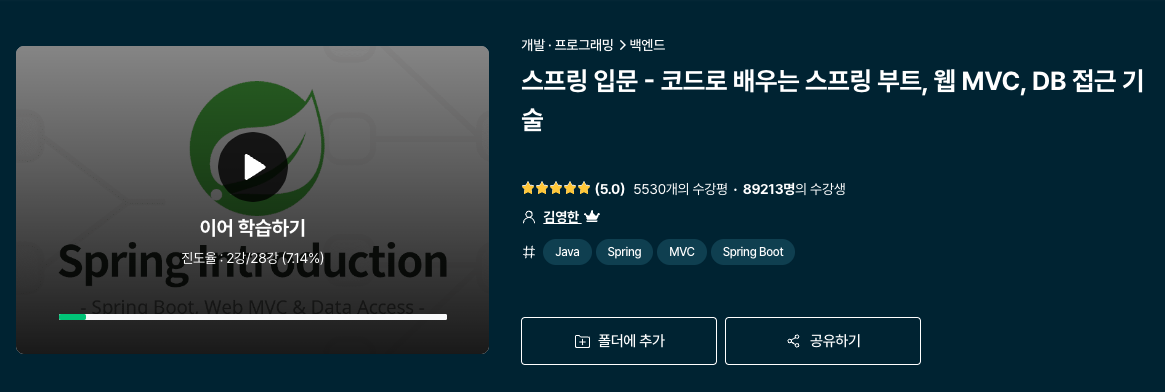 개발 · 프로그래밍 > 백엔드
스프링 입문 - 코드로 배우는 스프링 부트, 웹 MVC, DB 접근 기
술
(5.0) 5530개의 수강평 · 89213명의 수강생
김영한
# Java Spring MVC Spring Boot
폴더에 추가 공유하기
이어 학습하기
Spring Introduction
진도율 : 2강/28강 (7.14%)
- Spring Boot, Web MVC & Data Access -